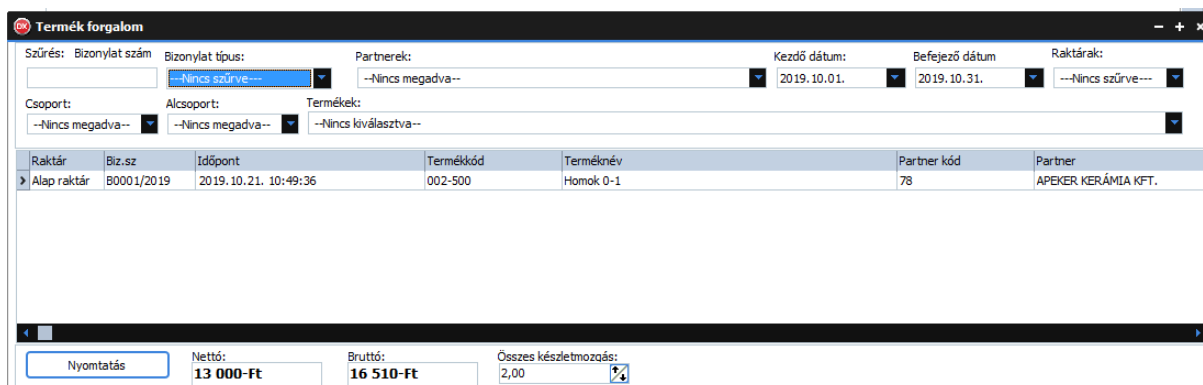 DX Termék forgalom
Szűrés: Bizonylat szám Bizonylat típus: Partnerek: Kezdő dátum: Befejező dátum Raktárak:
---Nincs szűrve--- --Nincs megadva-- 2019.10.01. 2019.10.31. ---Nincs szűrve---
Csoport: Alcsoport: Termékek:
--Nincs megadva-- --Nincs megadva-- --Nincs kiválasztva--
Raktár Biz.sz Időpont Termékkód Terméknév Partner kód Partner
Alap raktár B0001/2019 2019.10.21. 10:49:36 002-500 Homok 0-1 78 APEKER KERÁMIA KFT.
Nyomtatás Nettó: Bruttó: Összes készletmozgás:
13 000-Ft 16 510-Ft 2,00